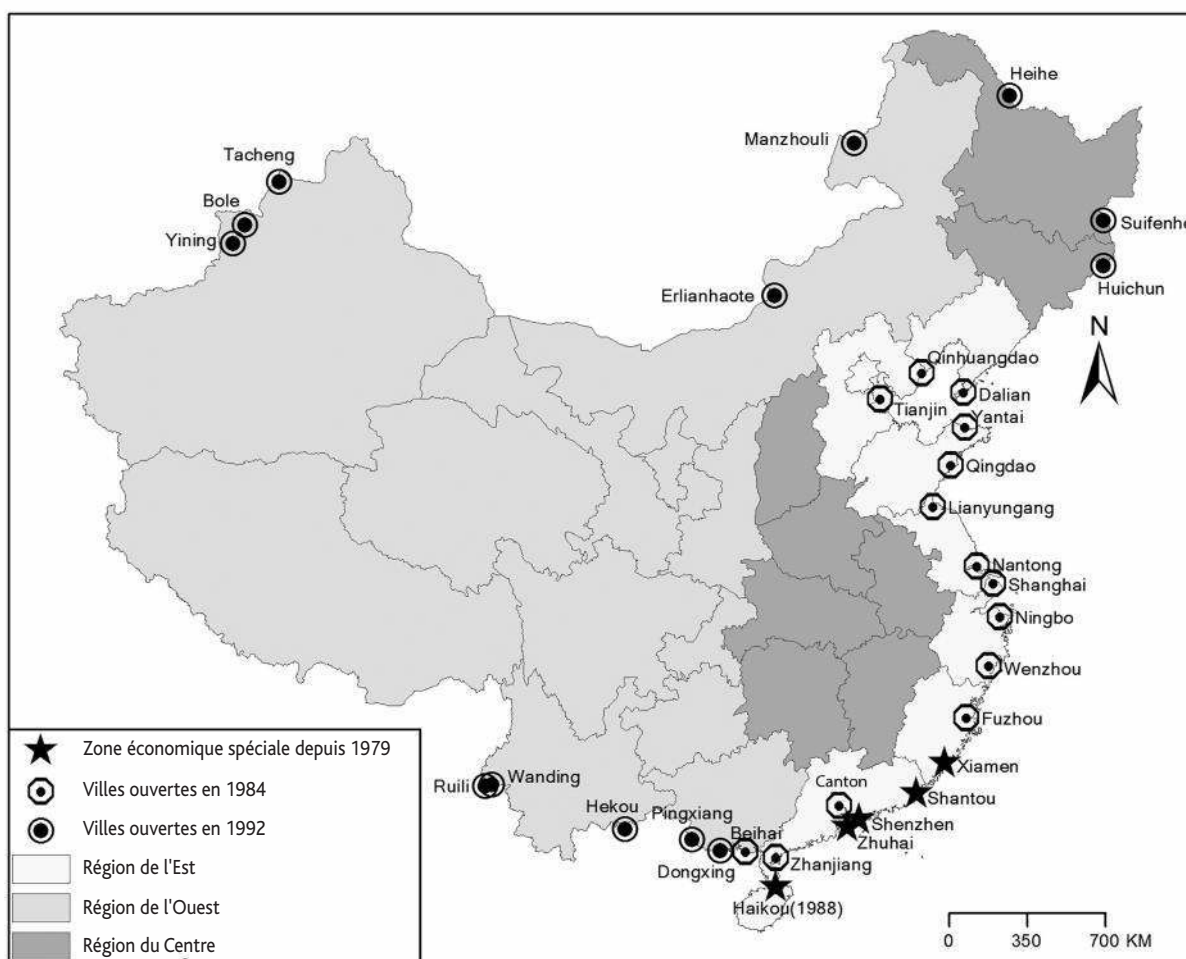 Heihe
Manzhouli
Tacheng
Bole
Yining
Suifenhe
Erlianhaote
Huichun
N
Qinhuangdao
Dalian
Tianjin
Yantai
Qingdao
Lianyungang
Nantong
Shanghai
Ningbo
Wenzhou
Fuzhou
Xiamen
Shantou
Canton
Shenzhen
Zhuhai
Ruili
Wanding
Hekou
Pingxiang
Beihai
Dongxing
Zhanjiang
Haikou(1988)
Zone économique spéciale depuis 1979
Villes ouvertes en 1984
Villes ouvertes en 1992
Région de l'Est
Région de l'Ouest
Région du Centre
0 350 700 KM